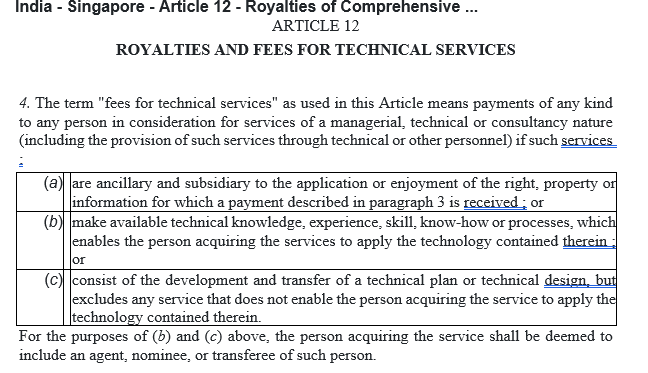 India - Singapore - Article 12 - Royalties of Comprehensive ...
ARTICLE 12
ROYALTIES AND FEES FOR TECHNICAL SERVICES
4. The term "fees for technical services" as used in this Article means payments of any kind
to any person in consideration for services of a managerial, technical or consultancy nature
(including the provision of such services through technical or other personnel) if such services
:
(a) are ancillary and subsidiary to the application or enjoyment of the right, property or
information for which a payment described in paragraph 3 is received ; or
(b) make available technical knowledge, experience, skill, know-how or processes, which
enables the person acquiring the services to apply the technology contained therein ;
or
(c) consist of the development and transfer of a technical plan or technical design, but
excludes any service that does not enable the person acquiring the service to apply the
technology contained therein.
For the purposes of (b) and (c) above, the person acquiring the service shall be deemed to
include an agent, nominee, or transferee of such person.